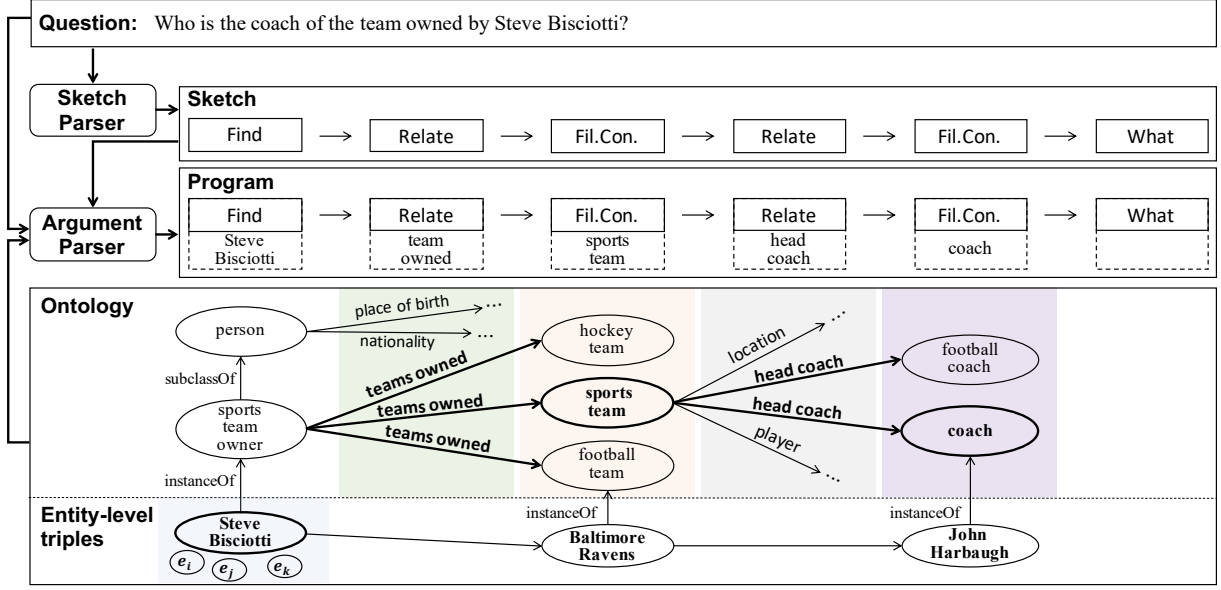 Question: Who is the coach of the team owned by Steve Bisciotti?
Sketch
Parser
Sketch
Find → Relate → Fil.Con. → Relate → Fil.Con. → What
Argument
Parser
Program
Find → Relate → Fil.Con. → Relate → Fil.Con. → What
Steve
Bisciotti
team
owned
sports
team
head
coach
coach
Ontology
person
place of birth ...
nationality ...
subclassOf
sports
team
owner
teams owned
teams owned
teams owned
hockey
team
sports
team
football
team
location ...
head coach
head coach
player ...
football
coach
coach
instanceOf
instanceOf
instanceOf
Entity-level
triples
Steve
Bisciotti
Baltimore
Ravens
John
Harbaugh
e_i e_j e_k